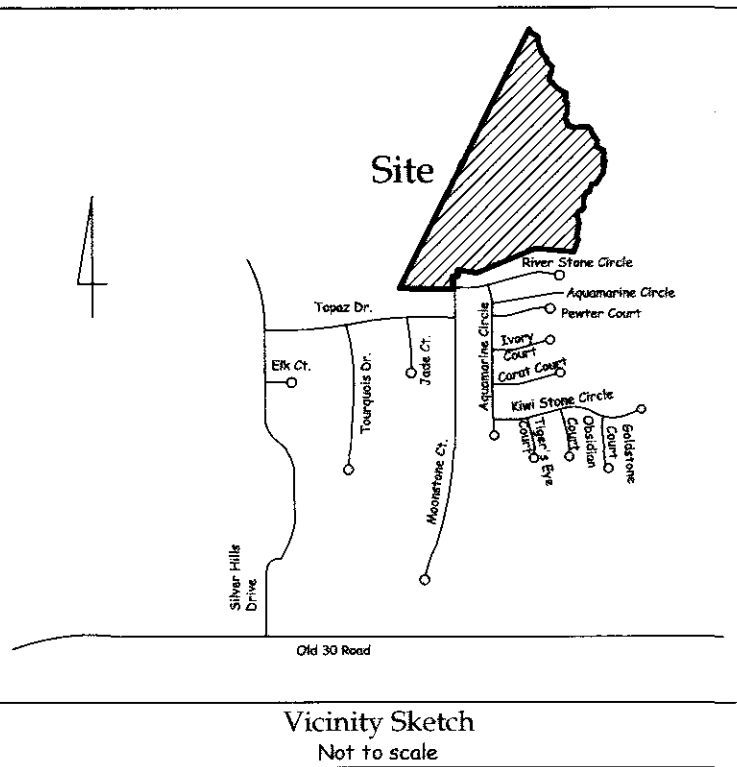 Site
River Stone Circle
Aquamarine Circle
Topaz Dr.
Pewter Court
Aquamarine Circle
Ivory
Court
Jade Ct.
Elk Ct.
Tourquois Dr.
Carat Court
Kiwi Stone Circle
Tiger's Eye
Court
Court
Obsidian
Court
Goldstone
Moonstone Ct.
Silver Hills
Drive
Old 30 Road
Vicinity Sketch
Not to scale